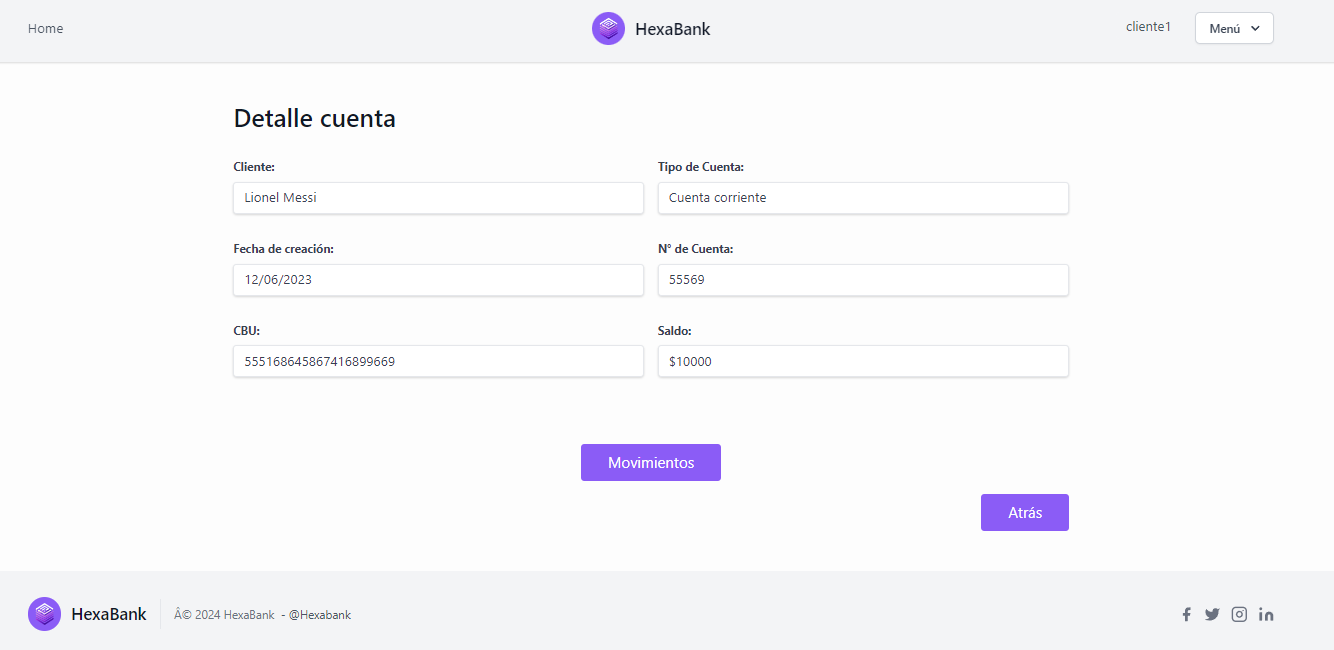 Home
HexaBank
cliente1
Menú
Detalle cuenta
Cliente:
Tipo de Cuenta:
Lionel Messi
Cuenta corriente
Fecha de creación:
N° de Cuenta:
12/06/2023
55569
CBU:
Saldo:
555168645867416899669
$10000
Movimientos
Atrás
HexaBank
Â© 2024 HexaBank - @Hexabank